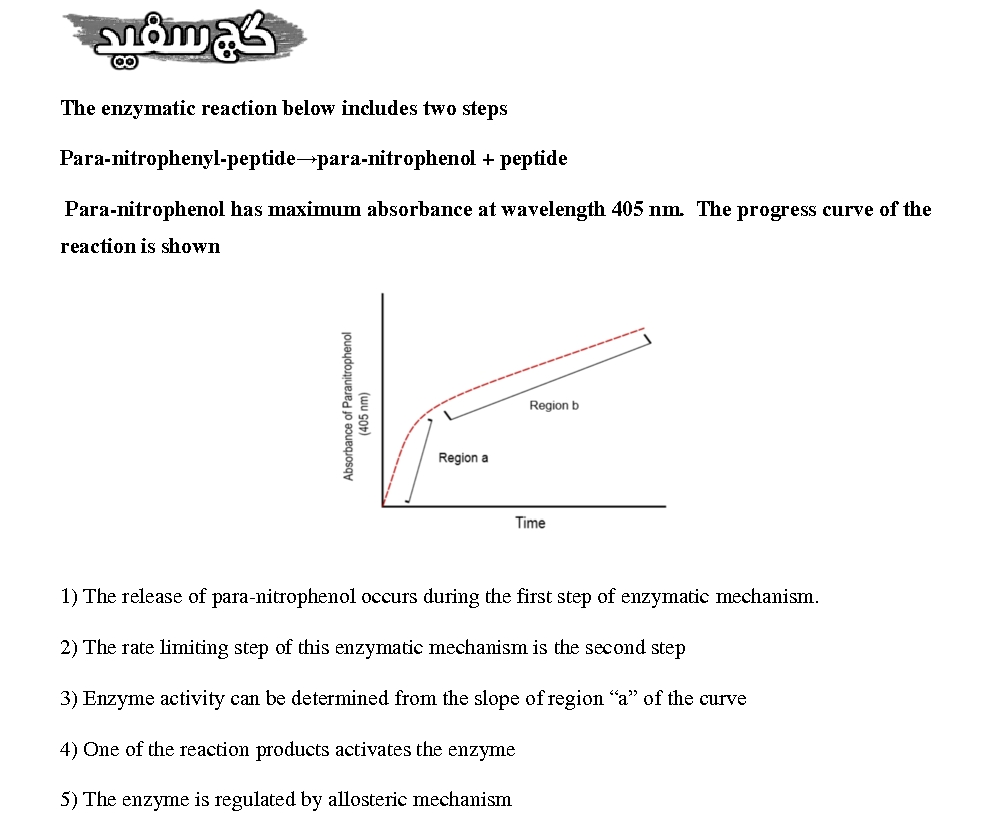 گچ سفید
The enzymatic reaction below includes two steps
Para-nitrophenyl-peptide→para-nitrophenol + peptide
Para-nitrophenol has maximum absorbance at wavelength 405 nm. The progress curve of the
reaction is shown
Absorbance of Paranitrophenol
(405 nm)
Region b
Region a
Time
1) The release of para-nitrophenol occurs during the first step of enzymatic mechanism.
2) The rate limiting step of this enzymatic mechanism is the second step
3) Enzyme activity can be determined from the slope of region “a” of the curve
4) One of the reaction products activates the enzyme
5) The enzyme is regulated by allosteric mechanism